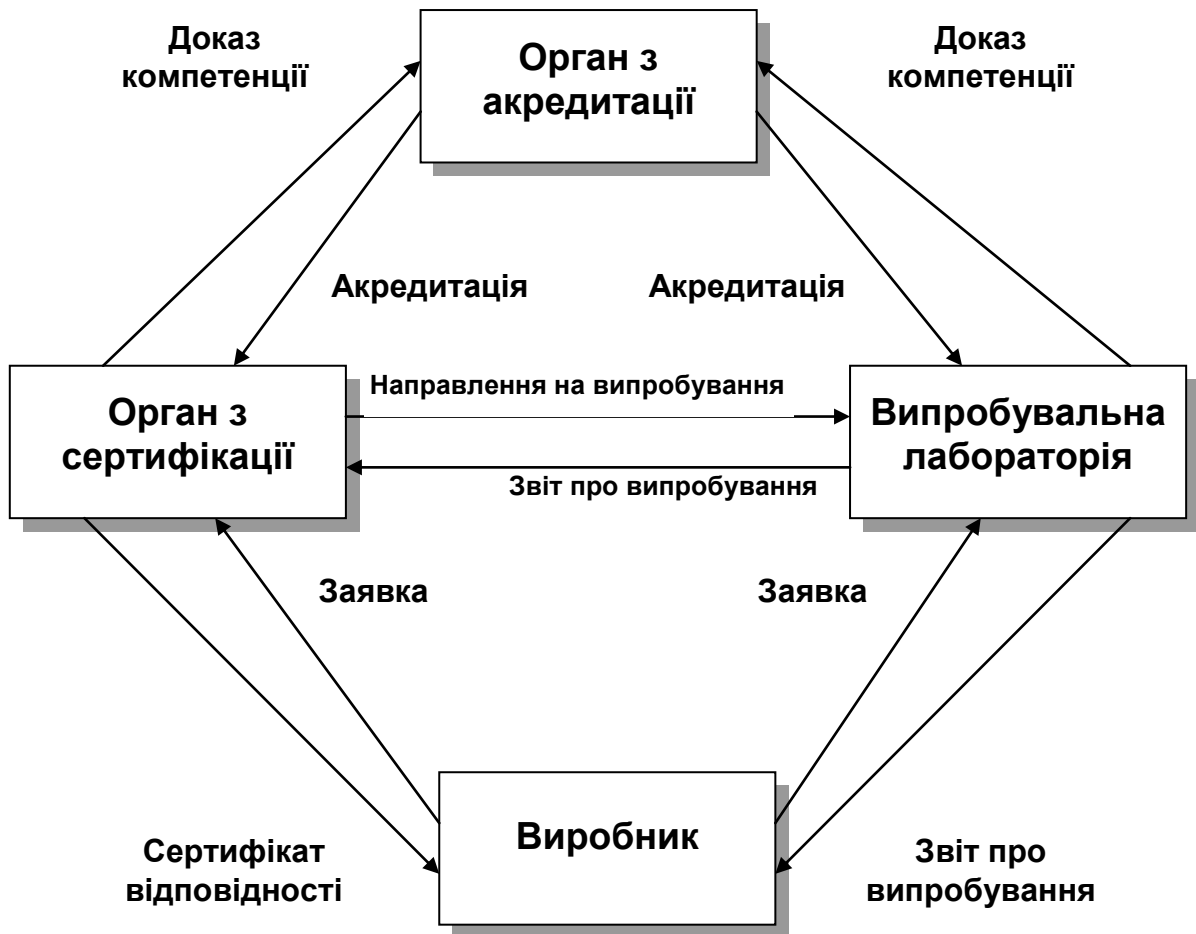 Доказ
компетенції
Орган з
акредитації
Доказ
компетенції
Акредитація
Акредитація
Орган з
сертифікації
Направлення на випробування
Звіт про випробування
Випробувальна
лабораторія
Заявка
Заявка
Виробник
Сертифікат
відповідності
Звіт про
випробування